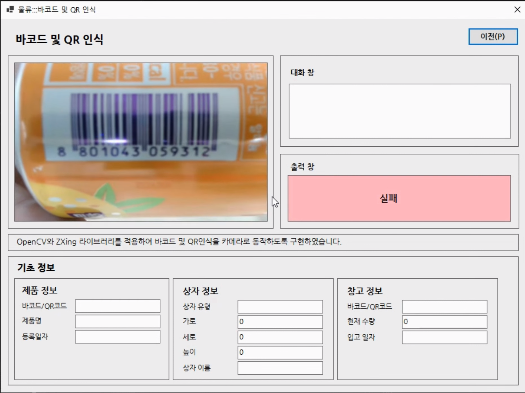 물류:::바코드 및 QR 인식
바코드 및 QR 인식
이전(P)
8 801043 059312
대화 창
출력 창
실패
OpenCV와 ZXing 라이브러리를 적용하여 바코드 및 QR인식을 카메라로 동작하도록 구현하였습니다.
기초 정보
제품 정보
바코드/QR코드
제품명
등록일자
상자 정보
상자 유형
가로 0
세로 0
높이 0
상자 이름
참고 정보
바코드/QR코드
현재 수량 0
입고 일자